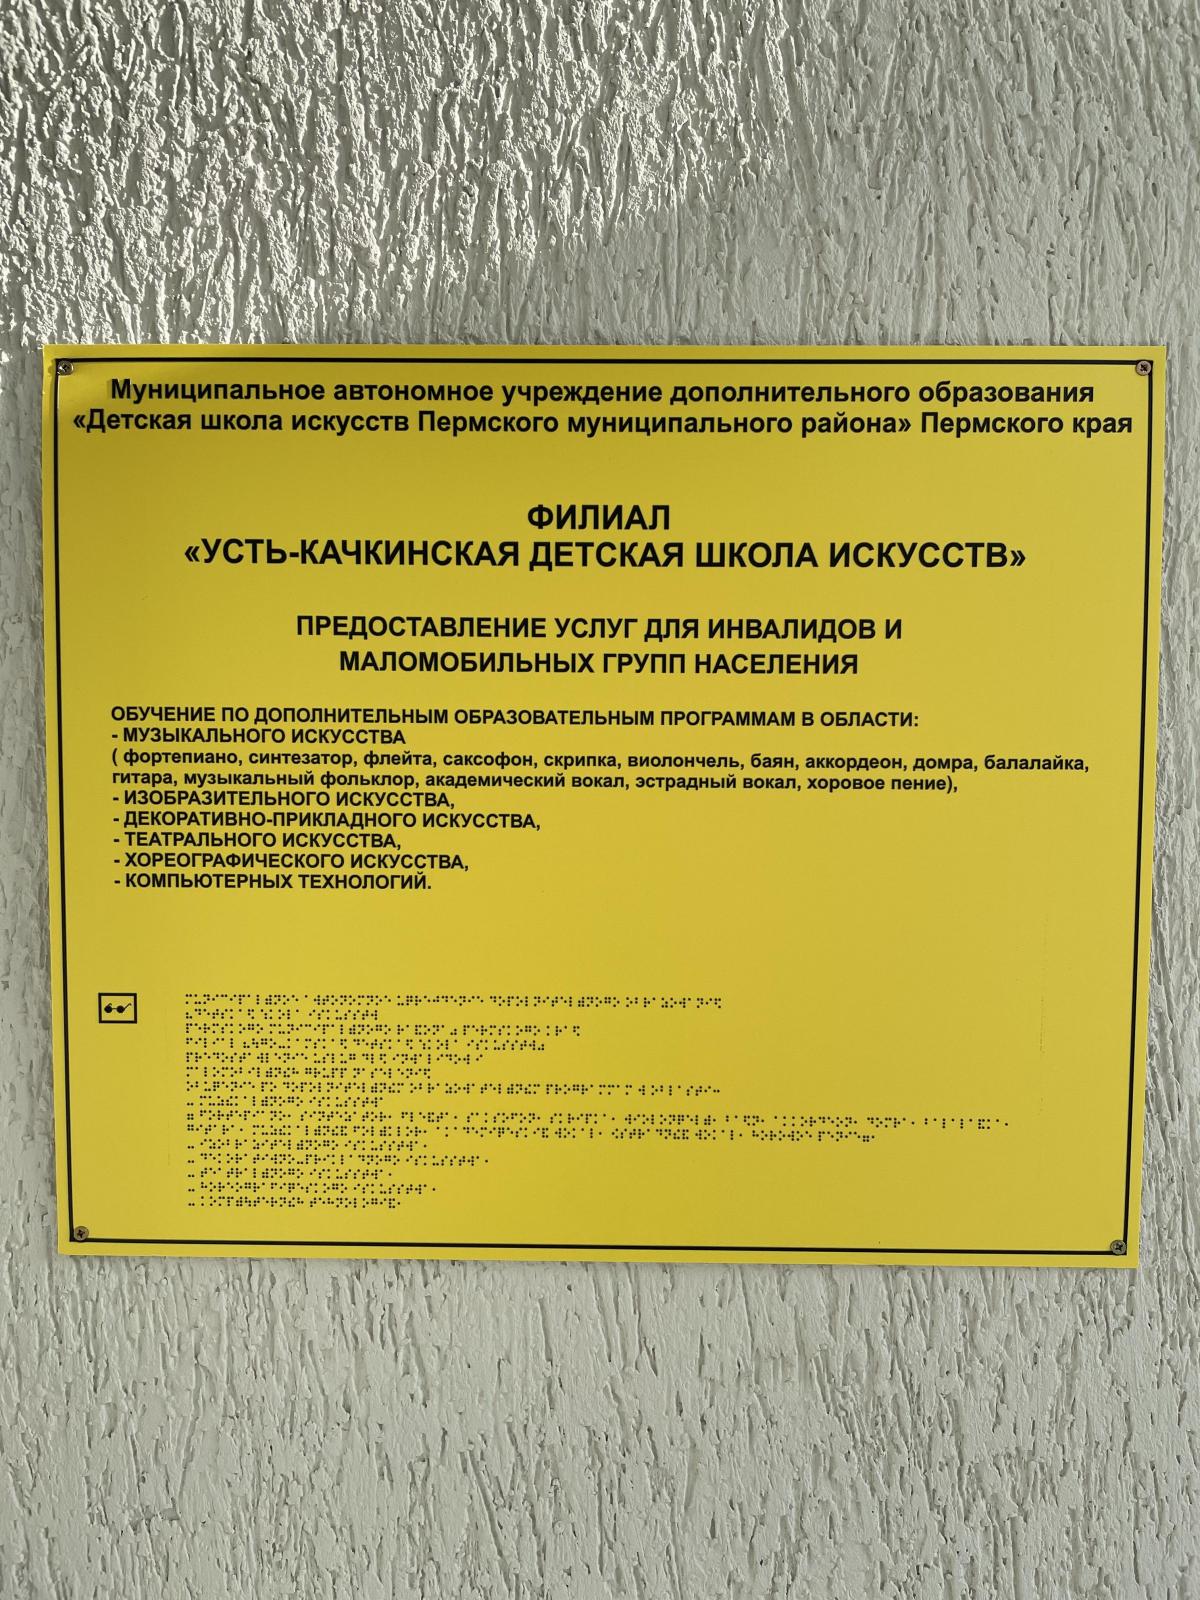 Муниципальное автономное учреждение дополнительного образования
«Детская школа искусств Пермского муниципального района» Пермского края
ФИЛИАЛ
«УСТЬ-КАЧКИНСКАЯ ДЕТСКАЯ ШКОЛА ИСКУССТВ»
ПРЕДОСТАВЛЕНИЕ УСЛУГ ДЛЯ ИНВАЛИДОВ И
МАЛОМОБИЛЬНЫХ ГРУПП НАСЕЛЕНИЯ
ОБУЧЕНИЕ ПО ДОПОЛНИТЕЛЬНЫМ ОБРАЗОВАТЕЛЬНЫМ ПРОГРАММАМ В ОБЛАСТИ:
- МУЗЫКАЛЬНОГО ИСКУССТВА
( фортепиано, синтезатор, флейта, саксофон, скрипка, виолончель, баян, аккордеон, домра, балалайка,
гитара, музыкальный фольклор, академический вокал, эстрадный вокал, хоровое пение),
- ИЗОБРАЗИТЕЛЬНОГО ИСКУССТВА,
- ДЕКОРАТИВНО-ПРИКЛАДНОГО ИСКУССТВА,
- ТЕАТРАЛЬНОГО ИСКУССТВА,
- ХОРЕОГРАФИЧЕСКОГО ИСКУССТВА,
- КОМПЬЮТЕРНЫХ ТЕХНОЛОГИЙ.